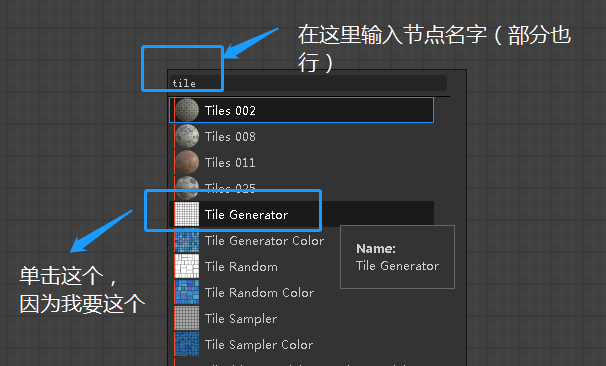 在这里输入节点名字（部分也
行）
tile
Tiles 002
Tiles 008
Tiles 011
Tiles 025
Tile Generator
Tile Generator Color
Name:
Tile Generator
Tile Random
Tile Random Color
Tile Sampler
Tile Sampler Color
单击这个，
因为我要这个